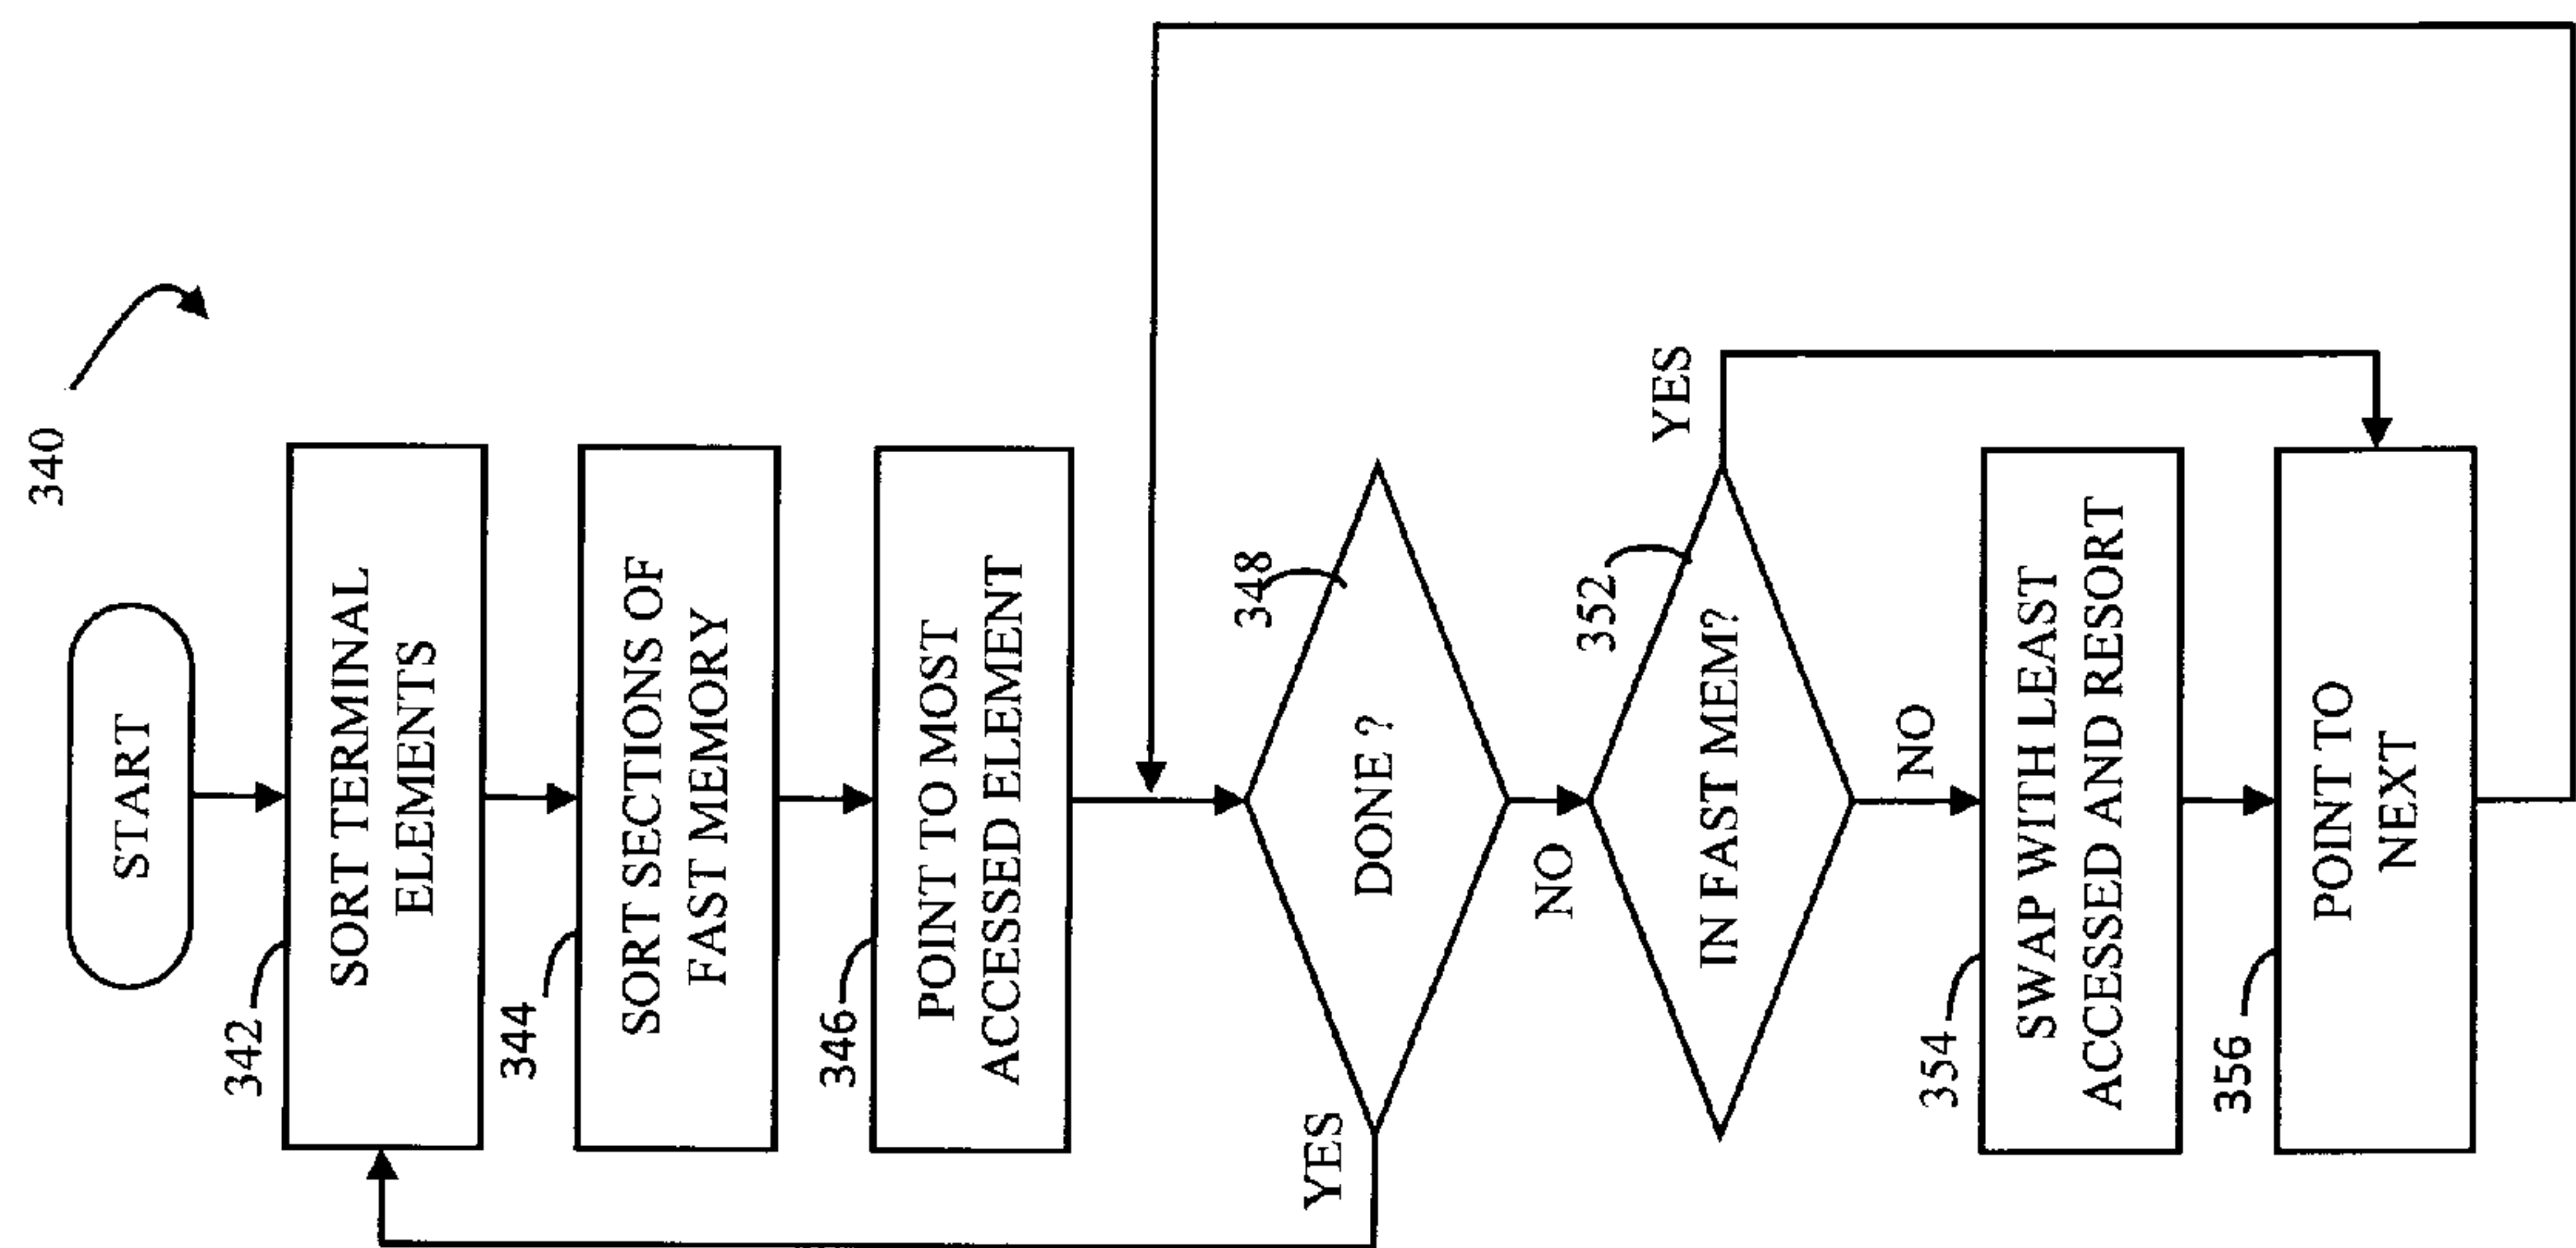 340
START
342
SORT TERMINAL
ELEMENTS
344
SORT SECTIONS OF
FAST MEMORY
346
POINT TO MOST
ACCESSED ELEMENT
348
DONE ?
YES
NO
352
IN FAST MEM?
YES
NO
354
SWAP WITH LEAST
ACCESSED AND RESORT
356
POINT TO
NEXT